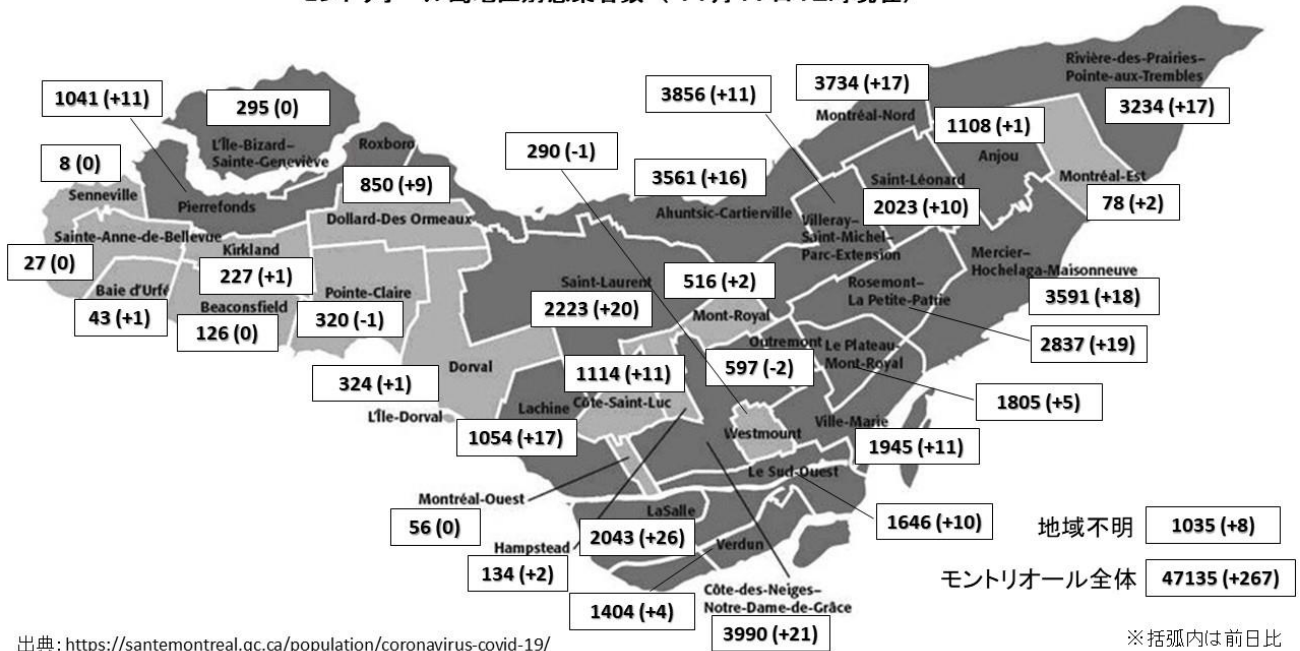 1041 (+11)
295 (0)
L'Île-Bizard–
Sainte-Geneviève
Roxboro
8 (0)
Senneville
Pierrefonds
850 (+9)
Dollard-Des Ormeaux
Sainte-Anne-de-Bellevue
27 (0)
Kirkland
227 (+1)
Baie d'Urfé
43 (+1)
Beaconsfield
126 (0)
Pointe-Claire
320 (-1)
324 (+1)
Dorval
L'Île-Dorval
290 (-1)
3856 (+11)
3734 (+17)
Montréal-Nord
Rivière-des-Prairies–
Pointe-aux-Trembles
3234 (+17)
1108 (+1)
Anjou
Montréal-Est
78 (+2)
3561 (+16)
Ahuntsic-Cartierville
Saint-Léonard
2023 (+10)
Villeray–
Saint-Michel–
Parc-Extension
Mercier–
Hochelaga-Maisonneuve
3591 (+18)
Saint-Laurent
2223 (+20)
516 (+2)
Mont-Royal
Rosemont–
La Petite-Patrie
2837 (+19)
Outremont
597 (-2)
Le Plateau-
Mont-Royal
1805 (+5)
1114 (+11)
Côte-Saint-Luc
Lachine
1054 (+17)
Westmount
Ville-Marie
1945 (+11)
Le Sud-Ouest
1646 (+10)
Montréal-Ouest
56 (0)
LaSalle
2043 (+26)
Hampstead
134 (+2)
Verdun
1404 (+4)
Côte-des-Neiges–
Notre-Dame-de-Grâce
3990 (+21)
地域不明 1035 (+8)
モントリオール全体 47135 (+267)
出典: https://santemontreal.qc.ca/population/coronavirus-covid-19/
※括弧内は前日比